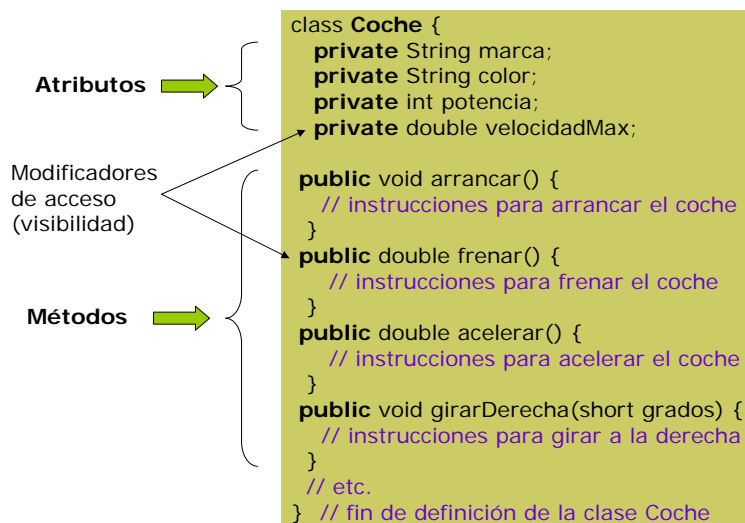 class Coche {
private String marca;
private String color;
private int potencia;
private double velocidadMax;
Atributos
Modificadores
de acceso
(visibilidad)
public void arrancar() {
// instrucciones para arrancar el coche
}
public double frenar() {
// instrucciones para frenar el coche
}
Métodos
public double acelerar() {
// instrucciones para acelerar el coche
}
public void girarDerecha(short grados) {
// instrucciones para girar a la derecha
}
// etc.
} // fin de definición de la clase Coche